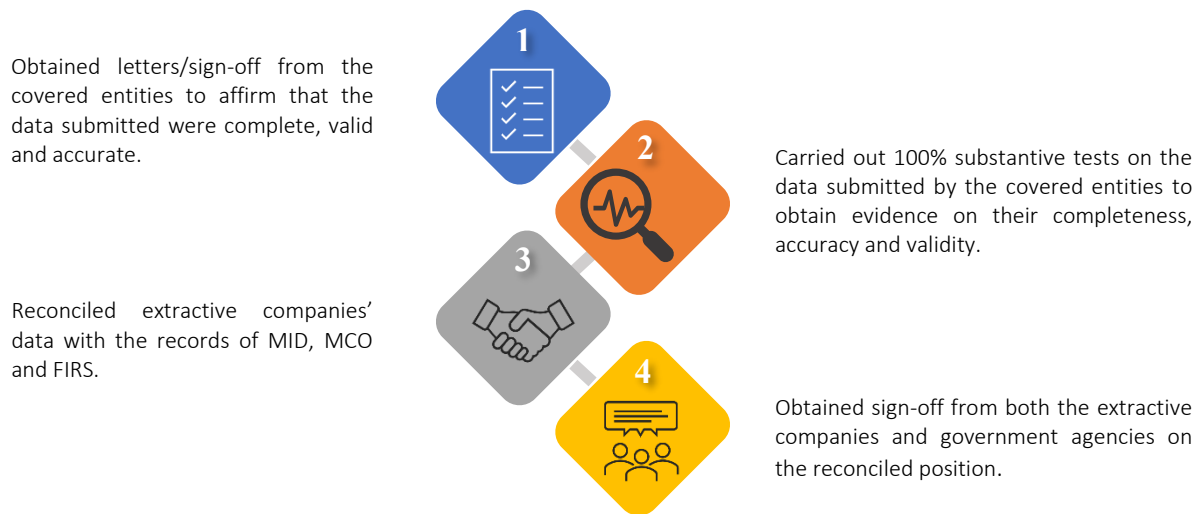 1
Obtained letters/sign-off from the
covered entities to affirm that the
data submitted were complete, valid
and accurate.
2
Carried out 100% substantive tests on the
data submitted by the covered entities to
obtain evidence on their completeness,
accuracy and validity.
3
Reconciled extractive companies’
data with the records of MID, MCO
and FIRS.
4
Obtained sign-off from both the extractive
companies and government agencies on
the reconciled position.